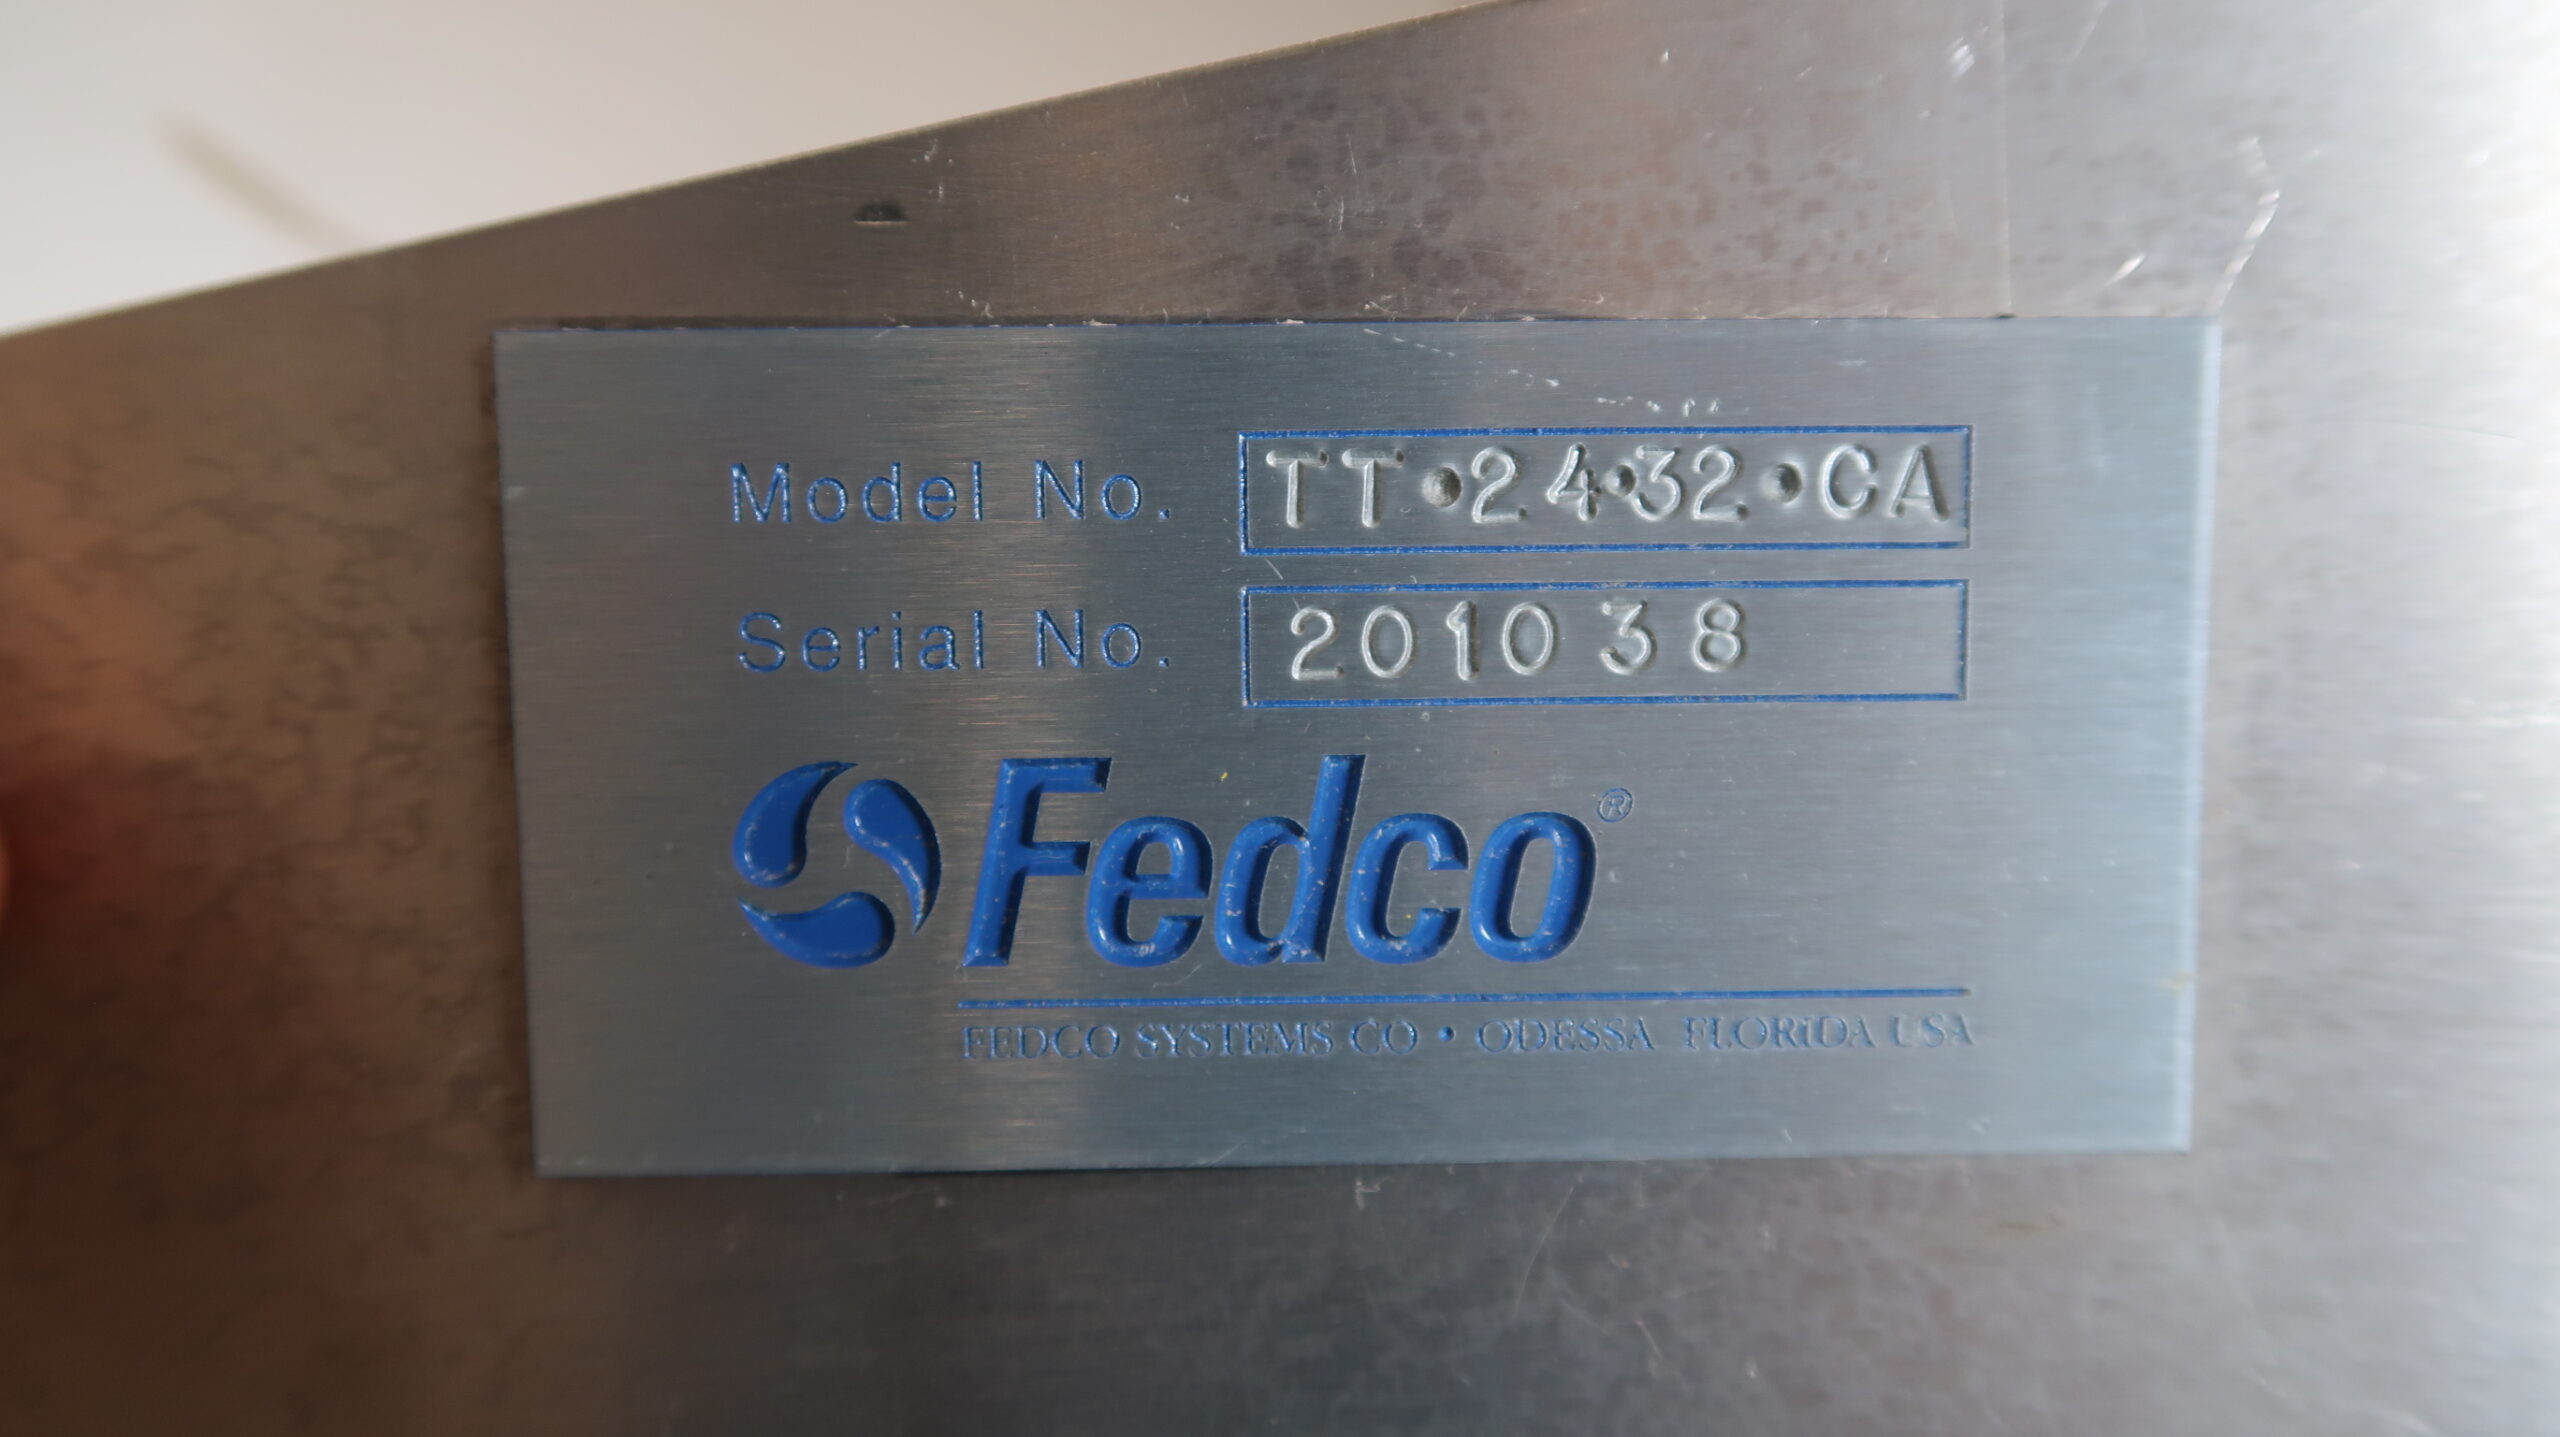 Model No. TT•24•32•CA
Serial No. 201038
Fedco®
FEDCO SYSTEMS CO • ODESSA FLORIDA USA